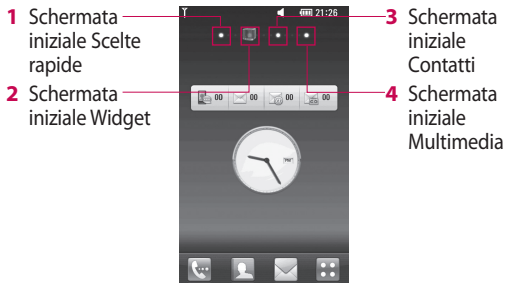 1 Schermata
iniziale Scelte
rapide
2 Schermata
iniziale Widget
21:26
00 00 00 00
3 Schermata
iniziale
Contatti
4 Schermata
iniziale
Multimedia